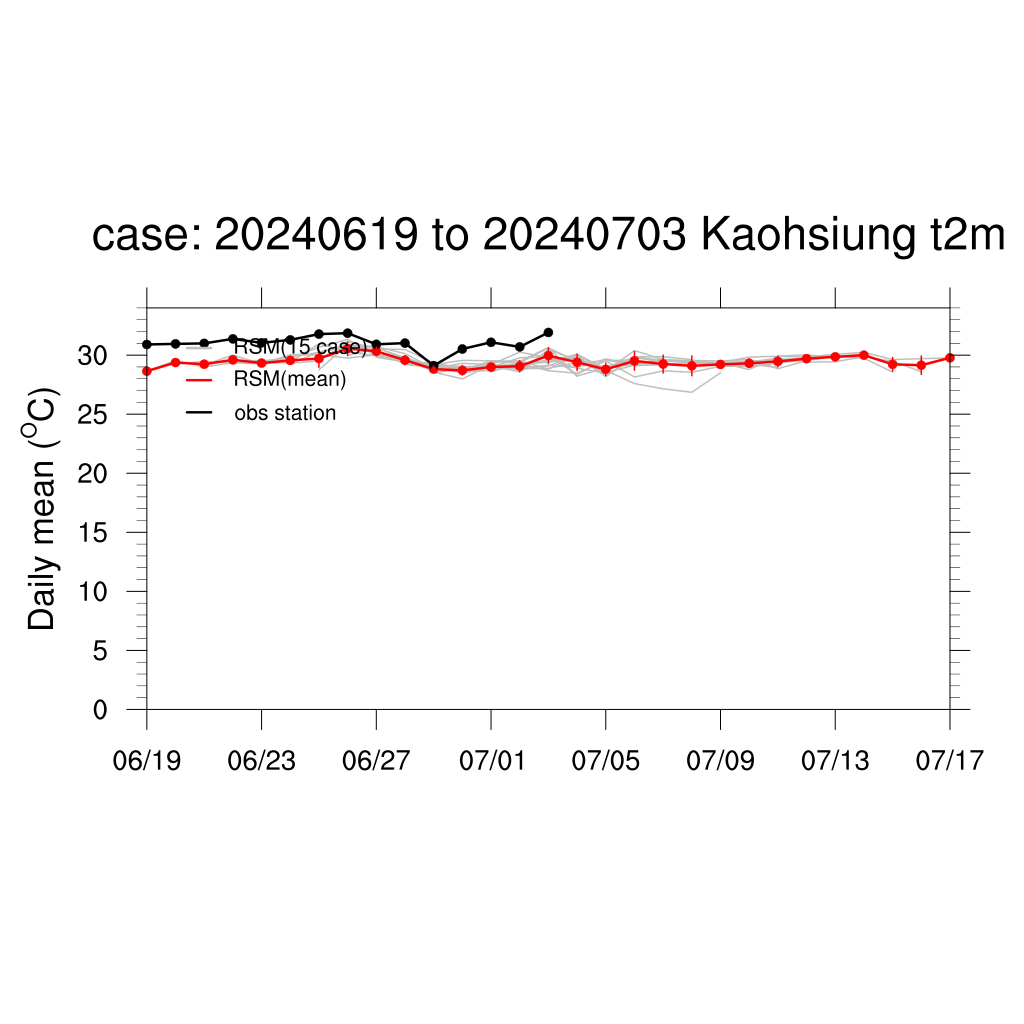 case: 20240619 to 20240703 Kaohsiung t2m
Daily mean (°C)
30
25
20
15
10
5
0
RSM(15 case)
RSM(mean)
obs station
06/19 06/23 06/27 07/01 07/05 07/09 07/13 07/17